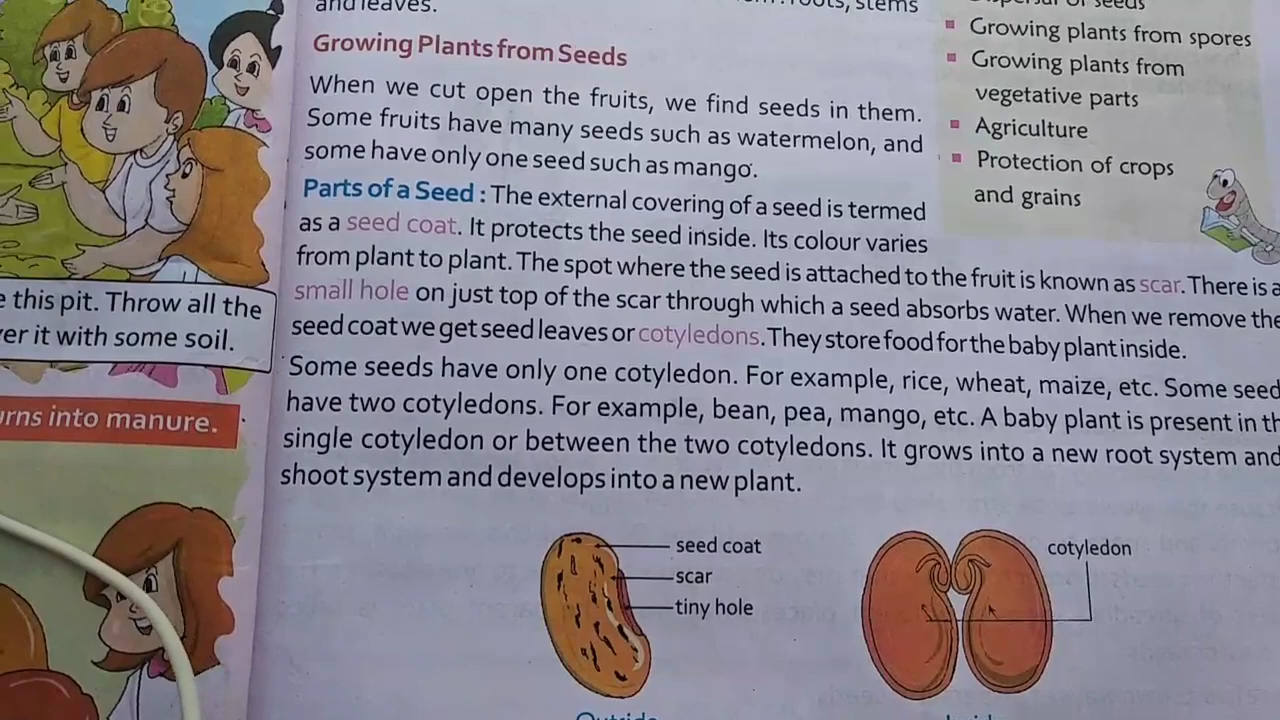 and leaves.
roots, stems
Growing Plants from Seeds
When we cut open the fruits, we find seeds in them.
Some fruits have many seeds such as watermelon, and
some have only one seed such as mango.
Parts of a Seed : The external covering of a seed is termed
as a seed coat. It protects the seed inside. Its colour varies
from plant to plant. The spot where the seed is attached to the fruit is known as scar. There is a
small hole on just top of the scar through which a seed absorbs water. When we remove the
seed coat we get seed leaves or cotyledons. They store food for the baby plant inside.
Some seeds have only one cotyledon. For example, rice, wheat, maize, etc. Some seed
have two cotyledons. For example, bean, pea, mango, etc. A baby plant is present in th
single cotyledon or between the two cotyledons. It grows into a new root system and
shoot system and develops into a new plant.
of seeds
Growing plants from spores
Growing plants from
vegetative parts
Agriculture
Protection of crops
and grains
this pit. Throw all the
it with some soil.
into manure.
seed coat
scar
tiny hole
cotyledon
Outside